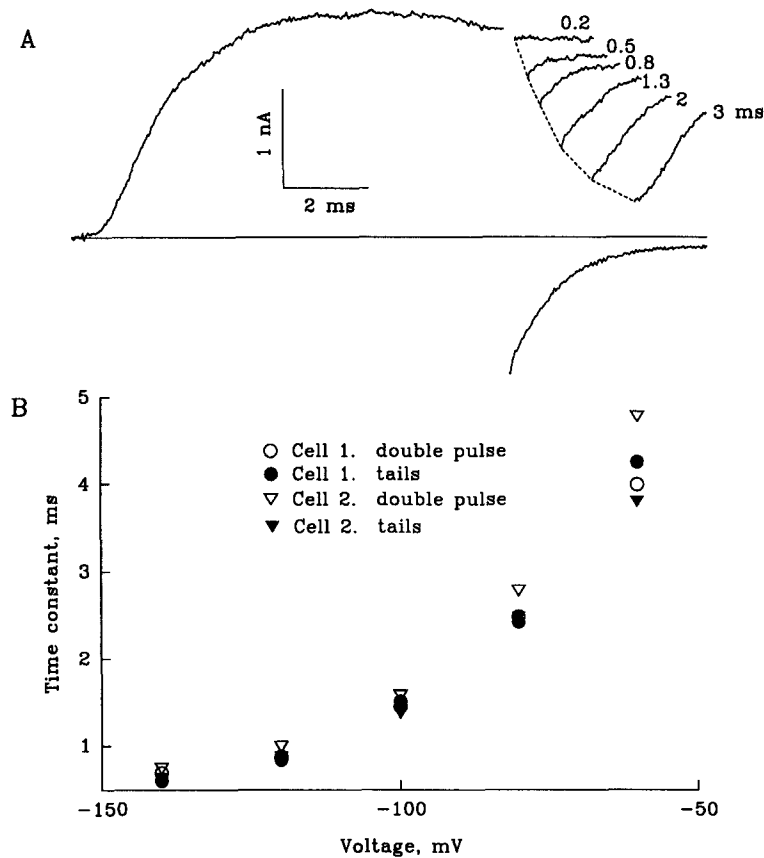 A
0.2
0.5
0.8
1.3
2
3 ms
1 nA
2 ms
B
5
4
3
2
1
Time constant, ms
Cell 1. double pulse
Cell 1. tails
Cell 2. double pulse
Cell 2. tails
−150
−100
−50
Voltage, mV